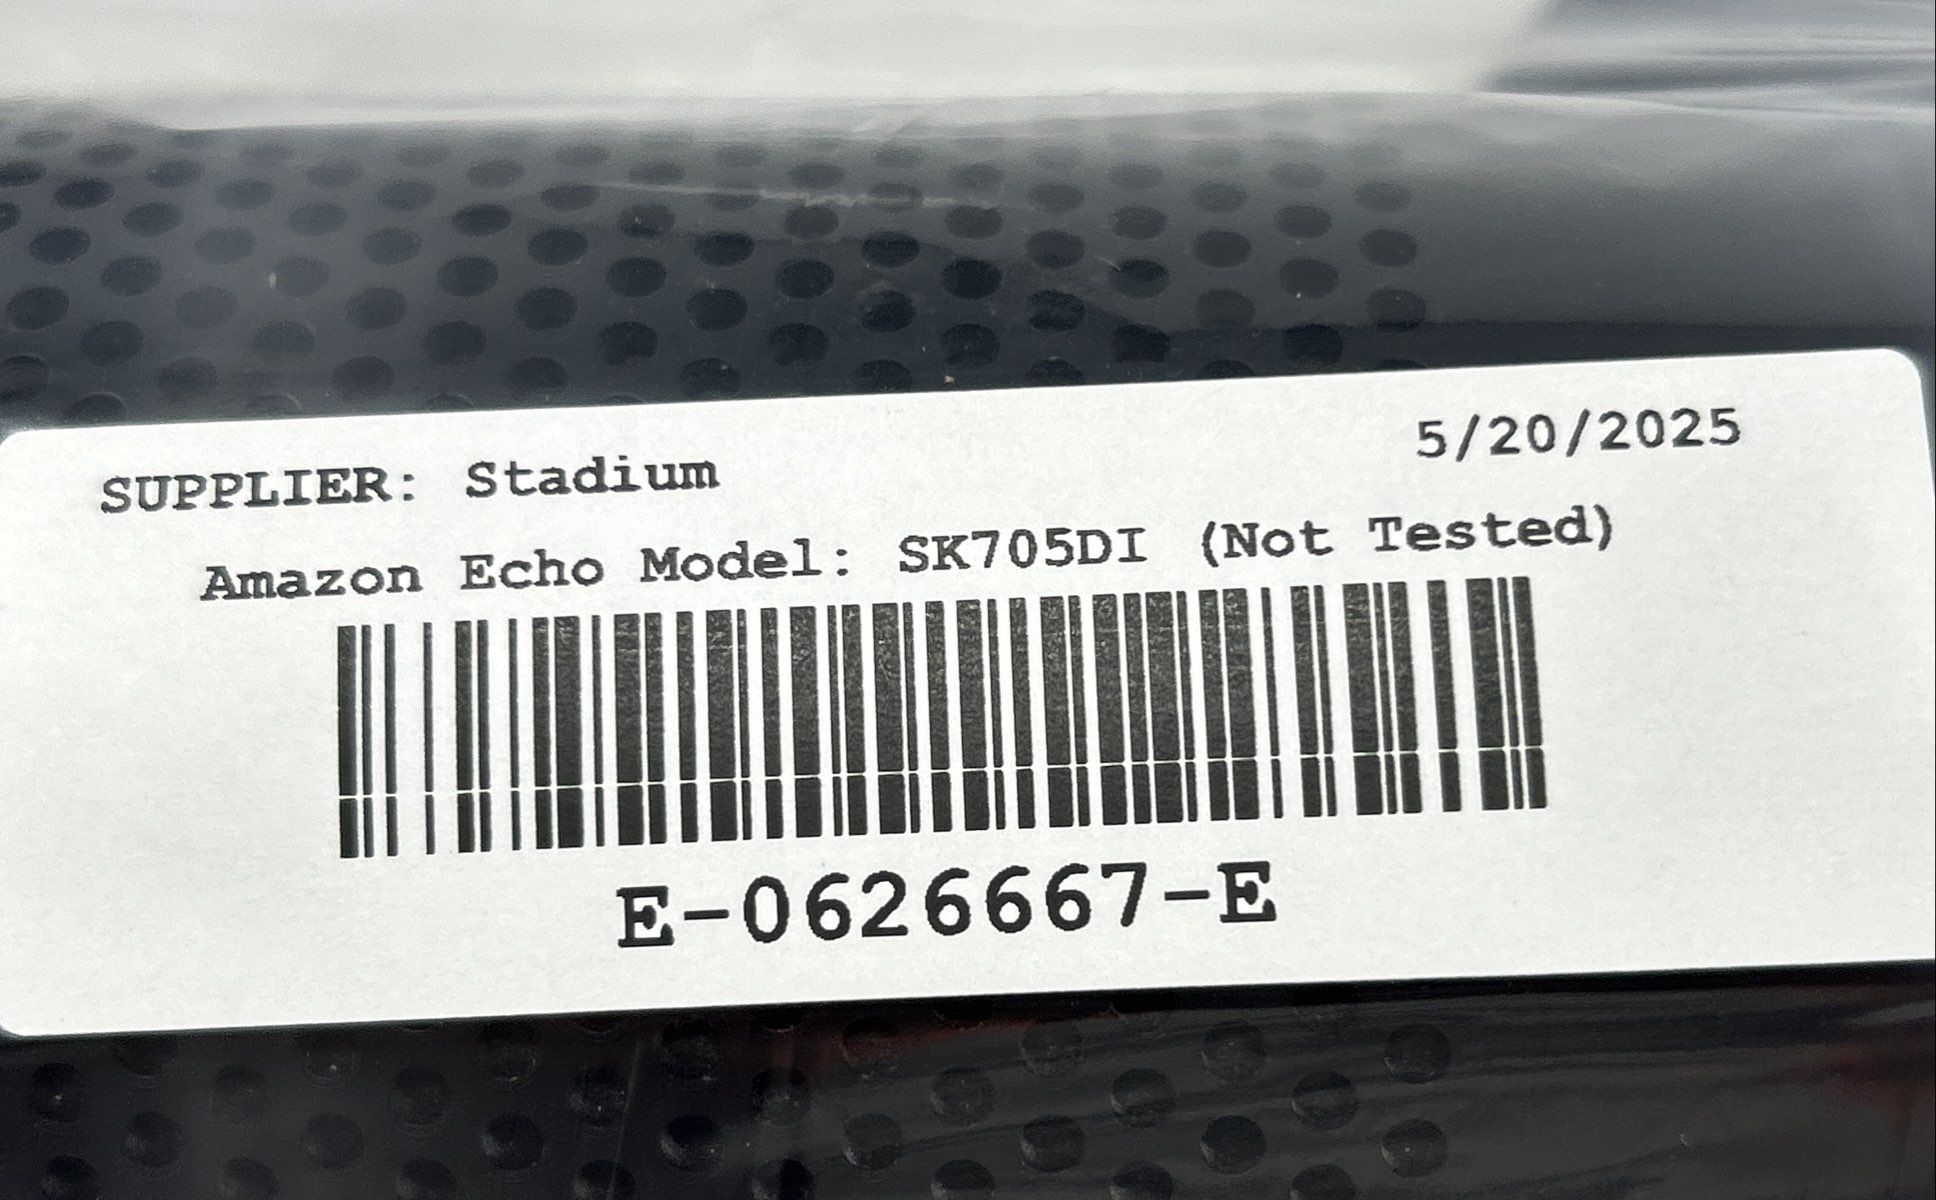 5/20/2025
SUPPLIER: Stadium
Amazon Echo Model: SK705DI (Not Tested)
E-0626667-E